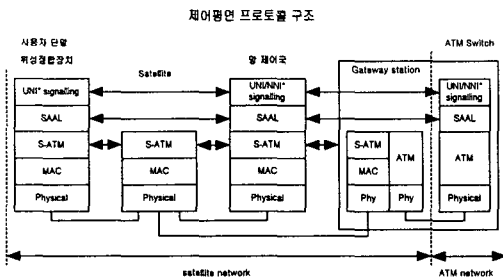 제어평면 프로토콜 구조
사용자 단말
위성접합장치
망 제어국
ATM Switch
Satellite
Gateway station
UNI* signalling
UNI/NNI* signalling
UNI/NNI* signalling
SAAL
SAAL
SAAL
S-ATM
S-ATM
S-ATM
S-ATM
ATM
ATM
MAC
MAC
MAC
MAC
Physical
Physical
Physical
Phy
Phy
Physical
satellite network
ATM network